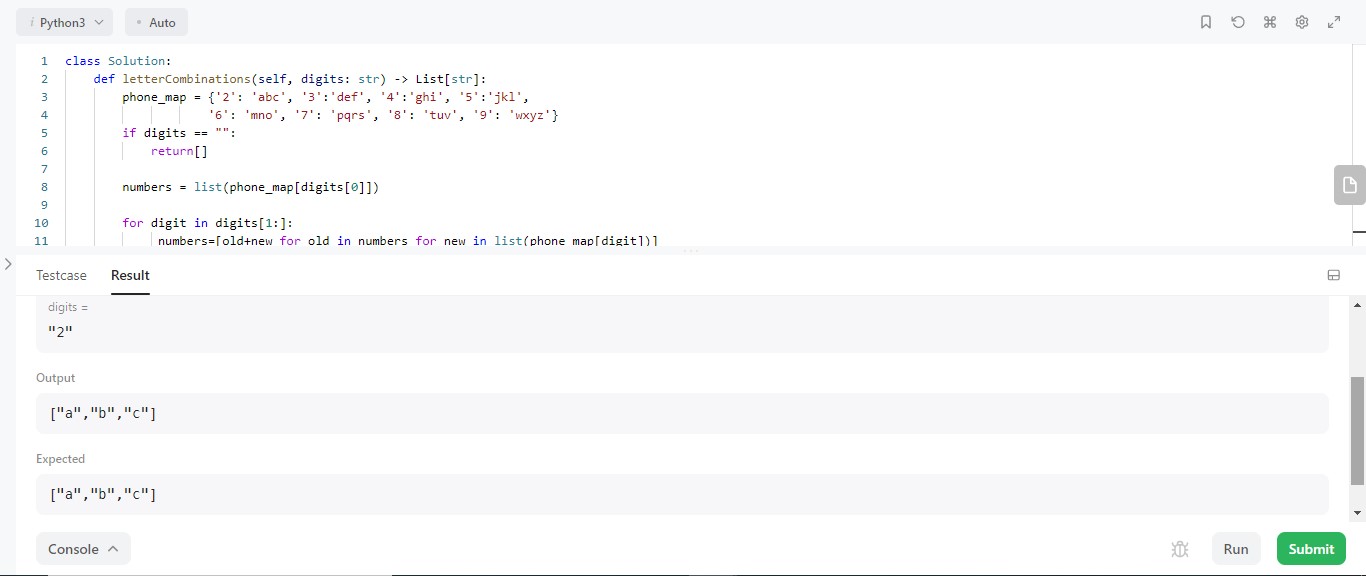 i Python3
• Auto
1 class Solution:
2 def letterCombinations(self, digits: str) -> List[str]:
3 phone_map = {'2': 'abc', '3':'def', '4':'ghi', '5':'jkl',
4 '6': 'mno', '7': 'pqrs', '8': 'tuv', '9': 'wxyz'}
5 if digits == "":
6 return[]
7
8 numbers = list(phone_map[digits[0]])
9
10 for digit in digits[1:]:
11 numbers=[old+new for old in numbers for new in list(phone_map[digit])]
Testcase Result
digits =
"2"
Output
["a","b","c"]
Expected
["a","b","c"]
Console
Run
Submit